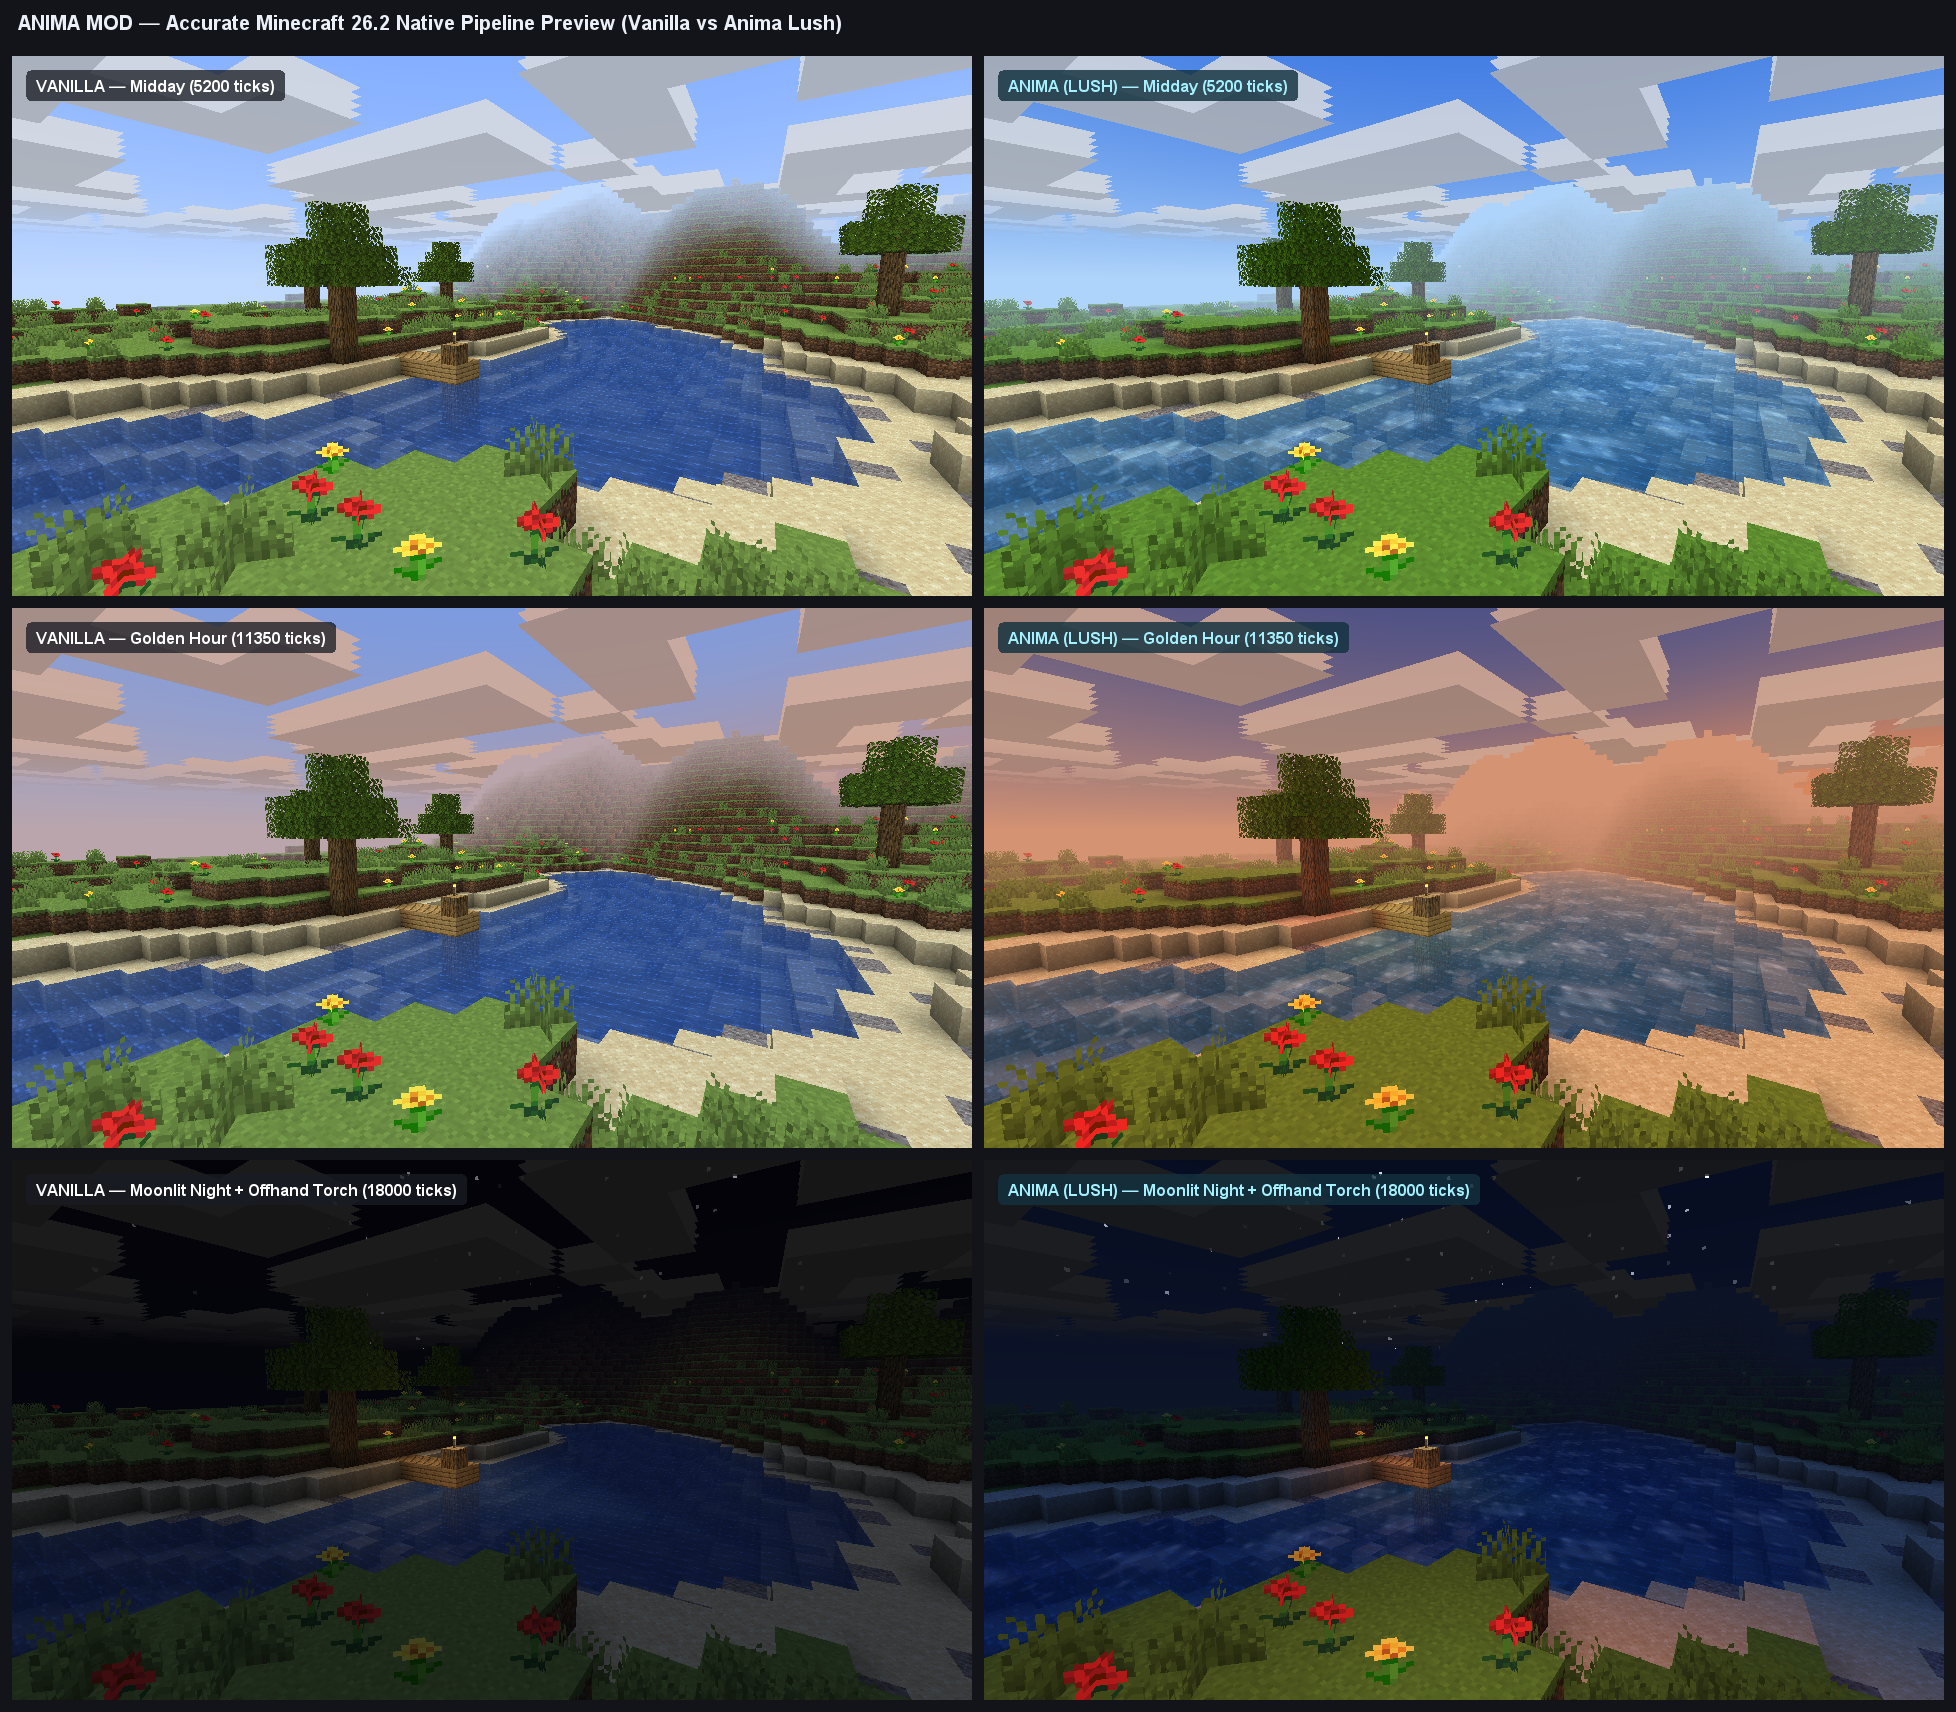 ANIMA MOD — Accurate Minecraft 26.2 Native Pipeline Preview (Vanilla vs Anima Lush)
VANILLA — Midday (5200 ticks)
ANIMA (LUSH) — Midday (5200 ticks)
VANILLA — Golden Hour (11350 ticks)
ANIMA (LUSH) — Golden Hour (11350 ticks)
VANILLA — Moonlit Night + Offhand Torch (18000 ticks)
ANIMA (LUSH) — Moonlit Night + Offhand Torch (18000 ticks)